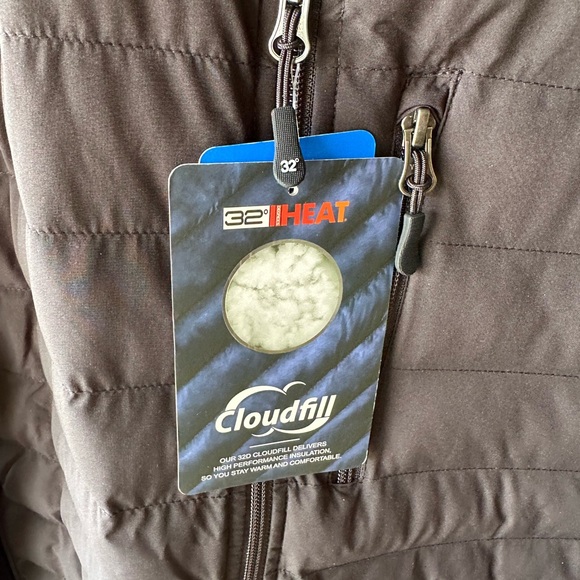 32°
32° HEAT
Cloudfill
OUR 32D CLOUDFILL DELIVERS
HIGH PERFORMANCE INSULATION,
SO YOU STAY WARM AND COMFORTABLE.